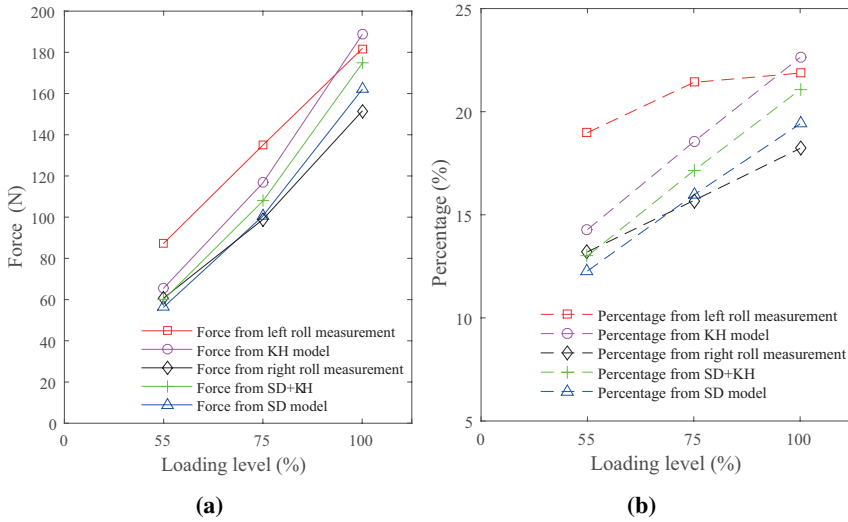 200
180
160
140
120
100
80
60
40
20
0
Force (N)
Force from left roll measurement
Force from KH model
Force from right roll measurement
Force from SD+KH
Force from SD model
0 55 75 100
Loading level (%)
(a)
25
20
15
10
5
Percentage (%)
Percentage from left roll measurement
Percentage from KH model
Percentage from right roll measurement
Percentage from SD+KH
Percentage from SD model
0 55 75 100
Loading level (%)
(b)